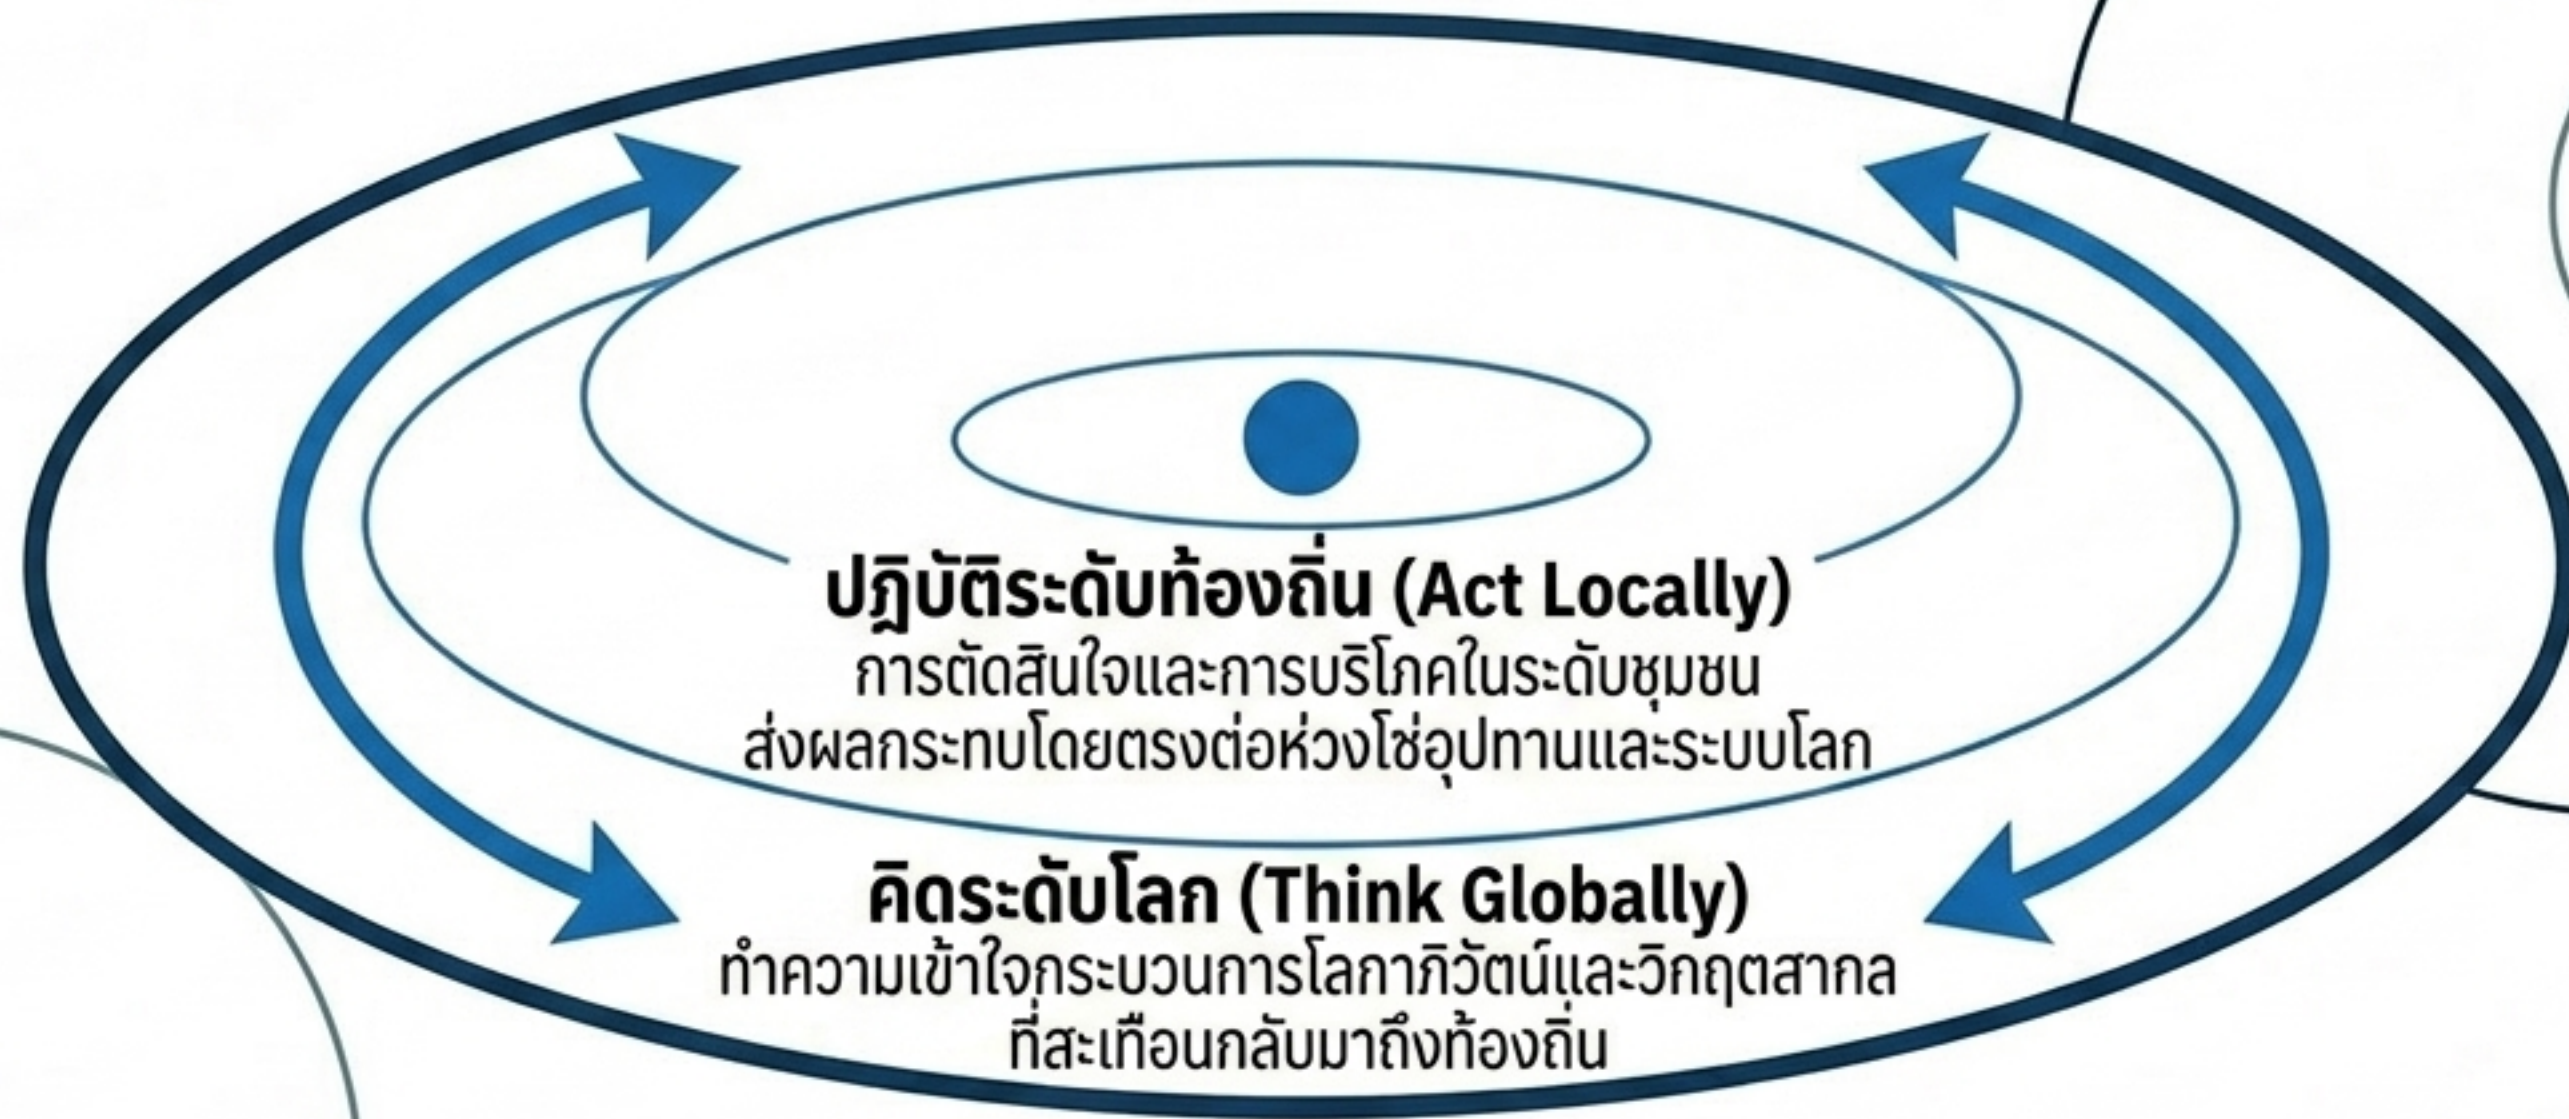 ปฏิบัติระดับท้องถิ่น (Act Locally)
การตัดสินใจและการบริโภคในระดับชุมชน
ส่งผลกระทบโดยตรงต่อห่วงโซ่อุปทานและระบบโลก
คิดระดับโลก (Think Globally)
ทำความเข้าใจกระบวนการโลกาภิวัตน์และวิกฤตสากล
ที่สะเทือนกลับมาถึงท้องถิ่น